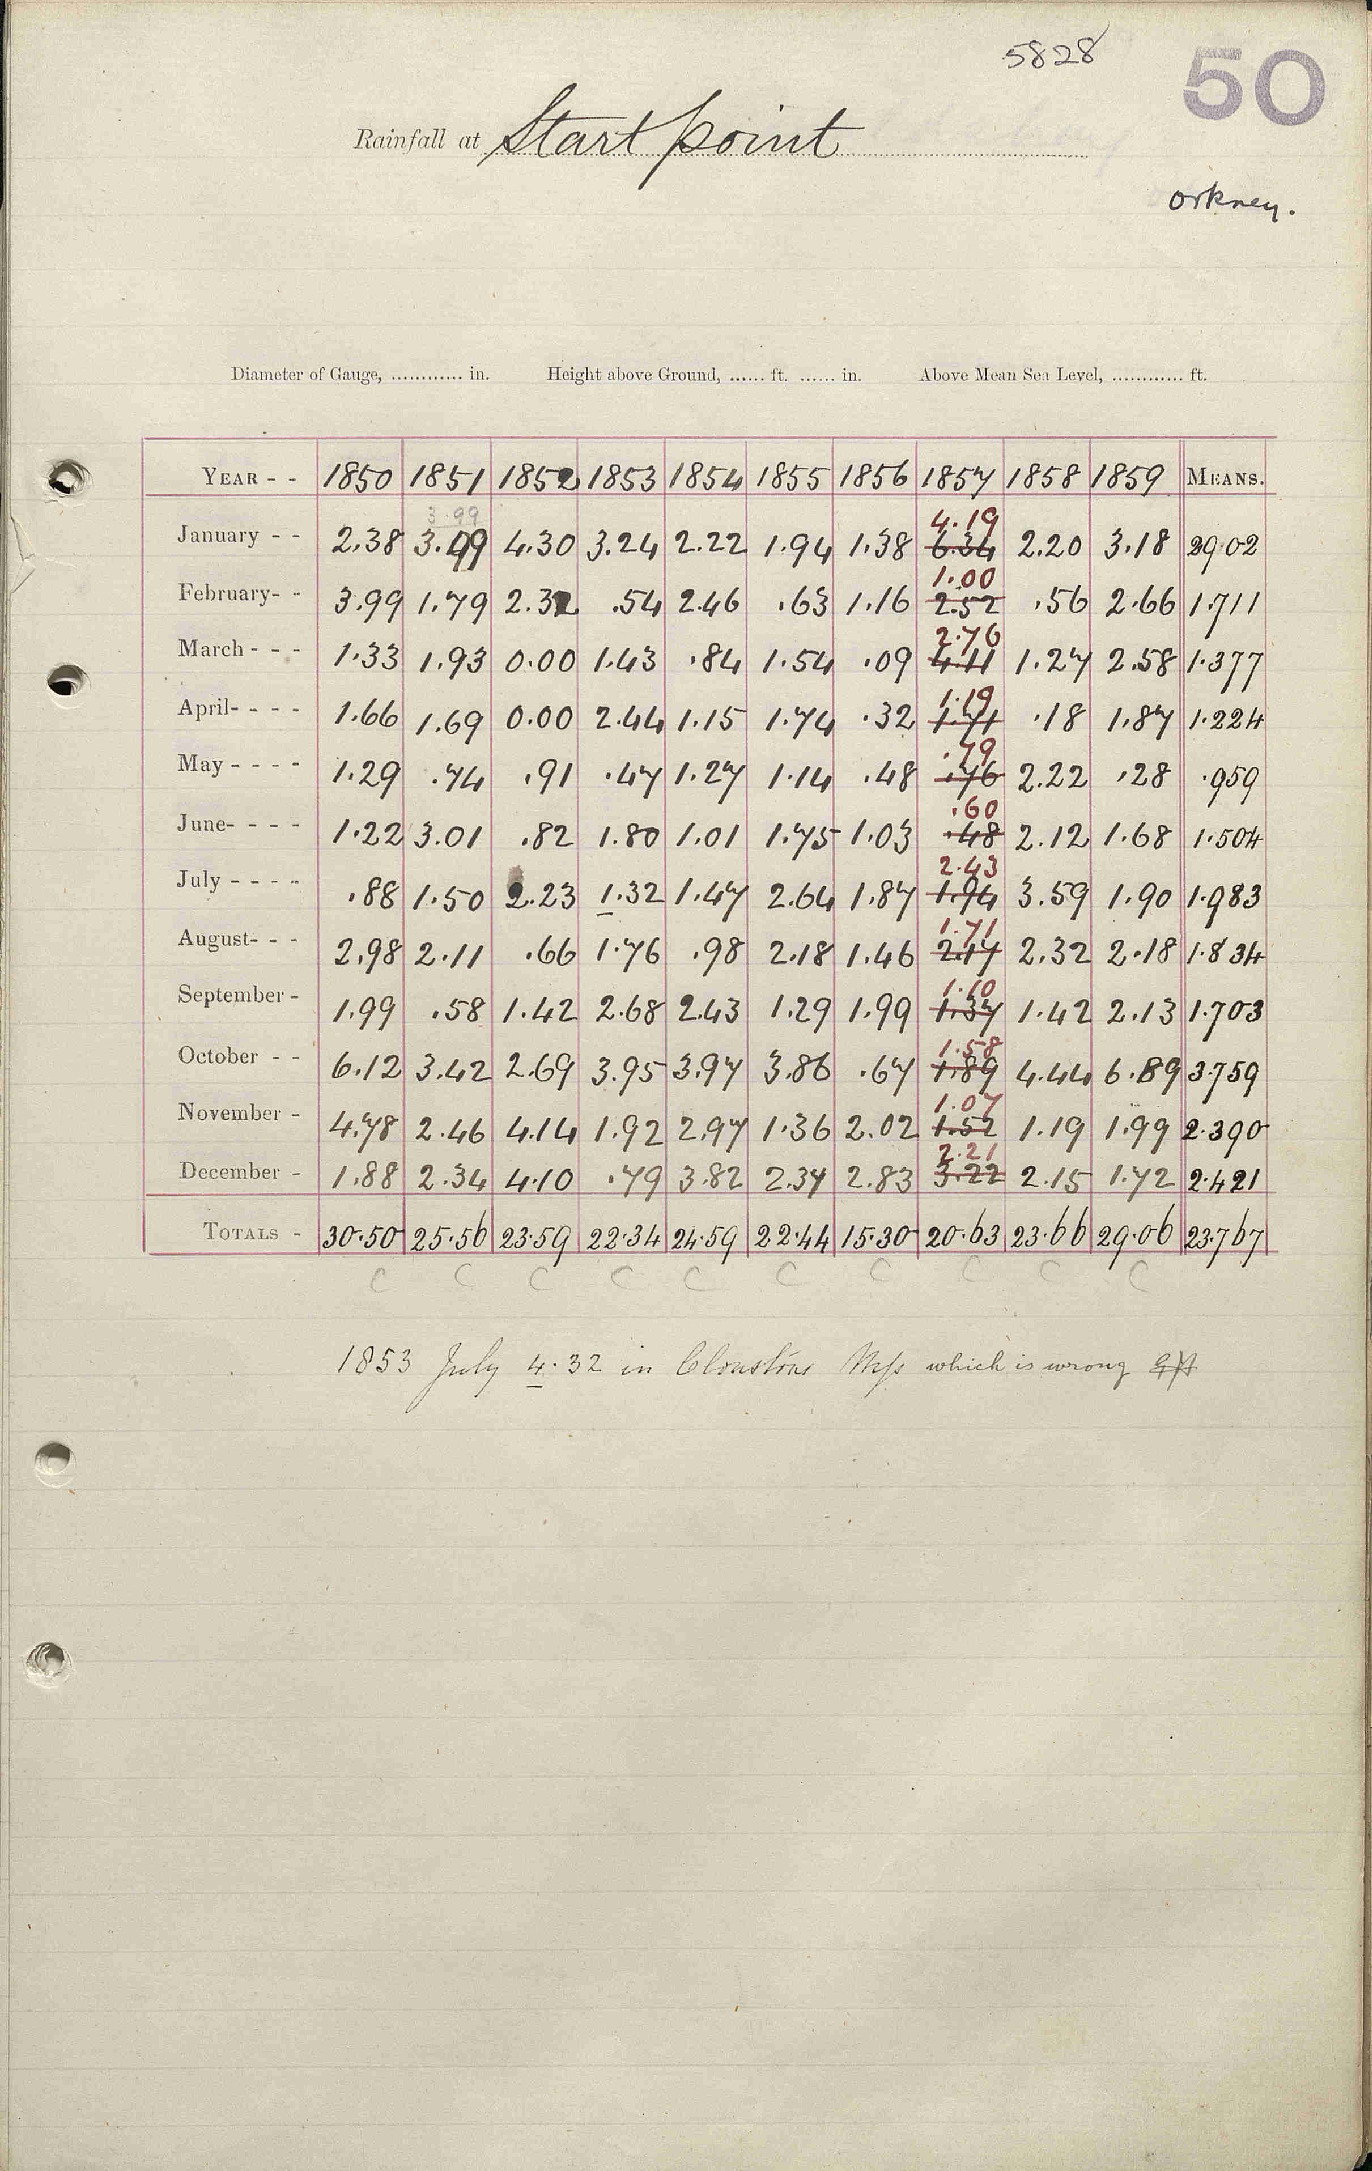 5828
50
Rainfall at Start point
Orkney.
Diameter of Gauge, ............ in. Height above Ground, ...... ft. ...... in. Above Mean Sea Level, ............ ft.
YEAR - - 1850 1851 1852 1853 1854 1855 1856 1857 1858 1859 MEANS.
3.99 4.19
January - - 2.38 3.99 4.30 3.24 2.22 1.94 1.38 6.34 2.20 3.18 2902
1.00
February- - 3.99 1.79 2.32 .54 2.46 .63 1.16 2.52 .56 2.66 1.711
2.76
March - - - 1.33 1.93 0.00 1.43 .84 1.54 .09 4.11 1.27 2.58 1.377
1.19
April- - - - 1.66 1.69 0.00 2.44 1.15 1.74 .32 1.71 .18 1.87 1.224
.79
May - - - - 1.29 .74 .91 .47 1.27 1.14 .48 .76 2.22 .28 .959
.60
June- - - - 1.22 3.01 .82 1.80 1.01 1.75 1.03 .48 2.12 1.68 1.504
2.43
July - - - - .88 1.50 2.23 1.32 1.47 2.64 1.87 1.94 3.59 1.90 1.983
1.71
August- - - 2.98 2.11 .66 1.76 .98 2.18 1.46 2.17 2.32 2.18 1.834
1.10
September - 1.99 .58 1.42 2.68 2.43 1.29 1.99 1.37 1.42 2.13 1.703
1.58
October - - 6.12 3.42 2.69 3.95 3.97 3.86 .67 1.89 4.44 6.89 3759
1.07
November - 4.78 2.46 4.14 1.92 2.97 1.36 2.02 1.52 1.19 1.99 2.390
2.21
December - 1.88 2.34 4.10 .79 3.82 2.37 2.83 3.22 2.15 1.72 2.421
TOTALS - 30.50 25.56 23.59 22.34 24.59 22.44 15.30 20.63 23.66 29.06 23.767
C C C C C C C C C C
1853 July 4.32 in Cloustons Mss which is wrong